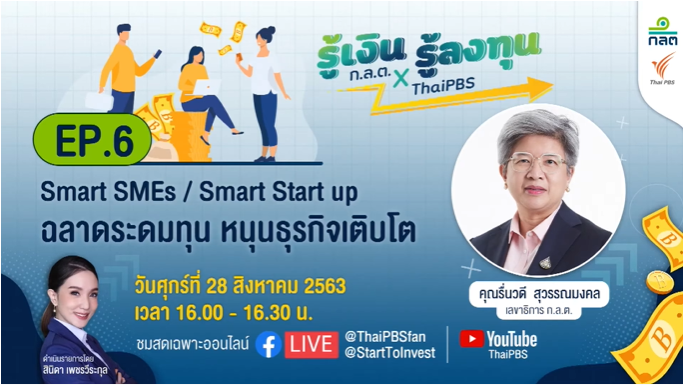 รู้เงิน รู้ลงทุน
ก.ล.ต. X ThaiPBS
กลต
Thai PBS
EP.6
Smart SMEs / Smart Start up
ฉลาดระดมทุน หนุนธุรกิจเติบโต
วันศุกร์ที่ 28 สิงหาคม 2563
เวลา 16.00 - 16.30 น.
คุณรื่นวดี สุวรรณมงคล
เลขาธิการ ก.ล.ต.
ชมสดเฉพาะออนไลน์ f LIVE @ThaiPBSfan
@StartToInvest
YouTube
ThaiPBS
ดำเนินรายการโดย
สินิดา เพชรวีระกุล